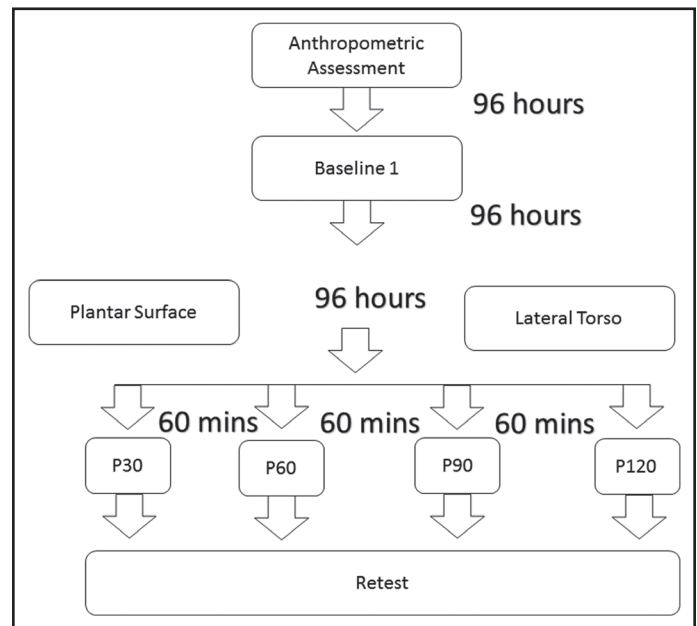 Anthropometric
Assessment
96 hours
Baseline 1
96 hours
Plantar Surface
96 hours
Lateral Torso
60 mins
60 mins
60 mins
P30
P60
P90
P120
Retest